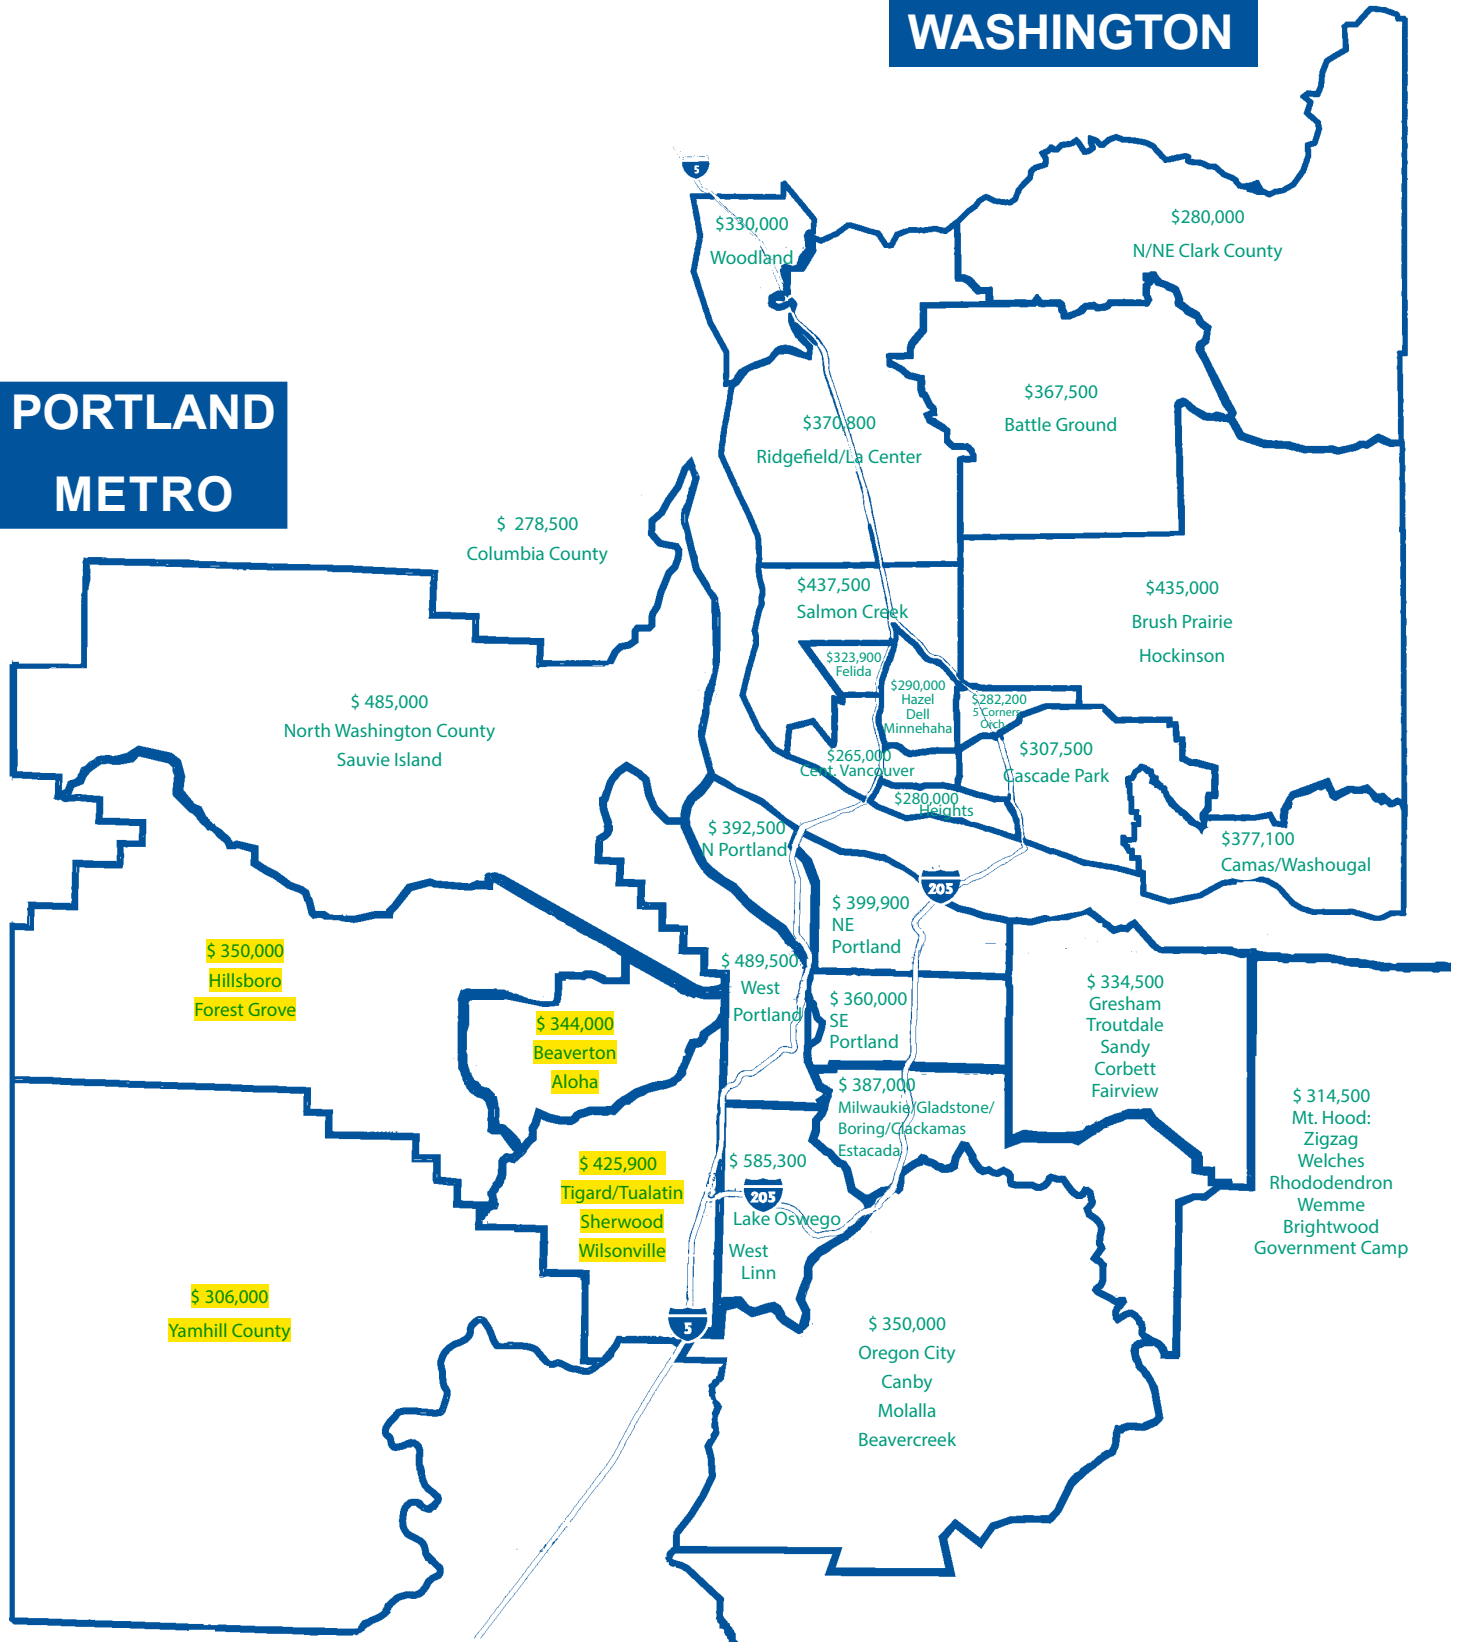 WASHINGTON
5
$330,000
Woodland
$280,000
N/NE Clark County
PORTLAND
METRO
$367,500
Battle Ground
$370,800
Ridgefield/La Center
$ 278,500
Columbia County
$437,500
Salmon Creek
$435,000
Brush Prairie
Hockinson
$323,900
Felida
$290,000
Hazel
Dell
Minnehaha
$282,200
5 Corners
Orch
$ 485,000
North Washington County
Sauvie Island
$265,000
Cent. Vancouver
$307,500
Cascade Park
$280,000
Heights
$ 392,500
N Portland
$377,100
Camas/Washougal
205
$ 399,900
NE
Portland
$ 350,000
Hillsboro
Forest Grove
$ 489,500
West
Portland
$ 360,000
SE
Portland
$ 334,500
Gresham
Troutdale
Sandy
Corbett
Fairview
$ 344,000
Beaverton
Aloha
$ 387,000
Milwaukie/Gladstone/
Boring/Clackamas
Estacada
$ 314,500
Mt. Hood:
Zigzag
Welches
Rhododendron
Wemme
Brightwood
Government Camp
$ 425,900
Tigard/Tualatin
Sherwood
Wilsonville
$ 585,300
205
Lake Oswego
West
Linn
$ 306,000
Yamhill County
5
$ 350,000
Oregon City
Canby
Molalla
Beavercreek